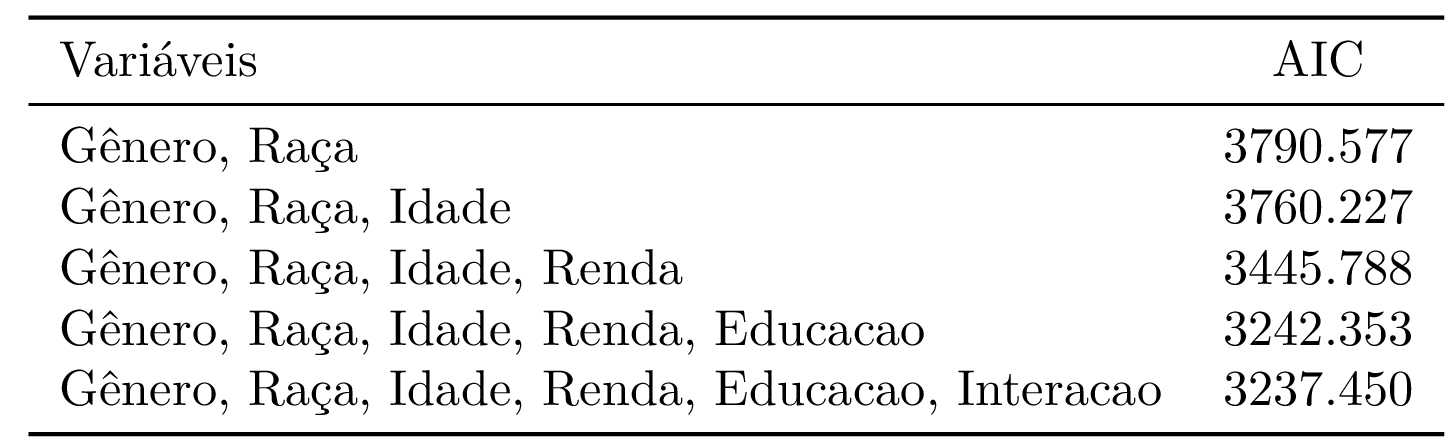 Variáveis AIC
Gênero, Raça 3790.577
Gênero, Raça, Idade 3760.227
Gênero, Raça, Idade, Renda 3445.788
Gênero, Raça, Idade, Renda, Educacao 3242.353
Gênero, Raça, Idade, Renda, Educacao, Interacao 3237.450